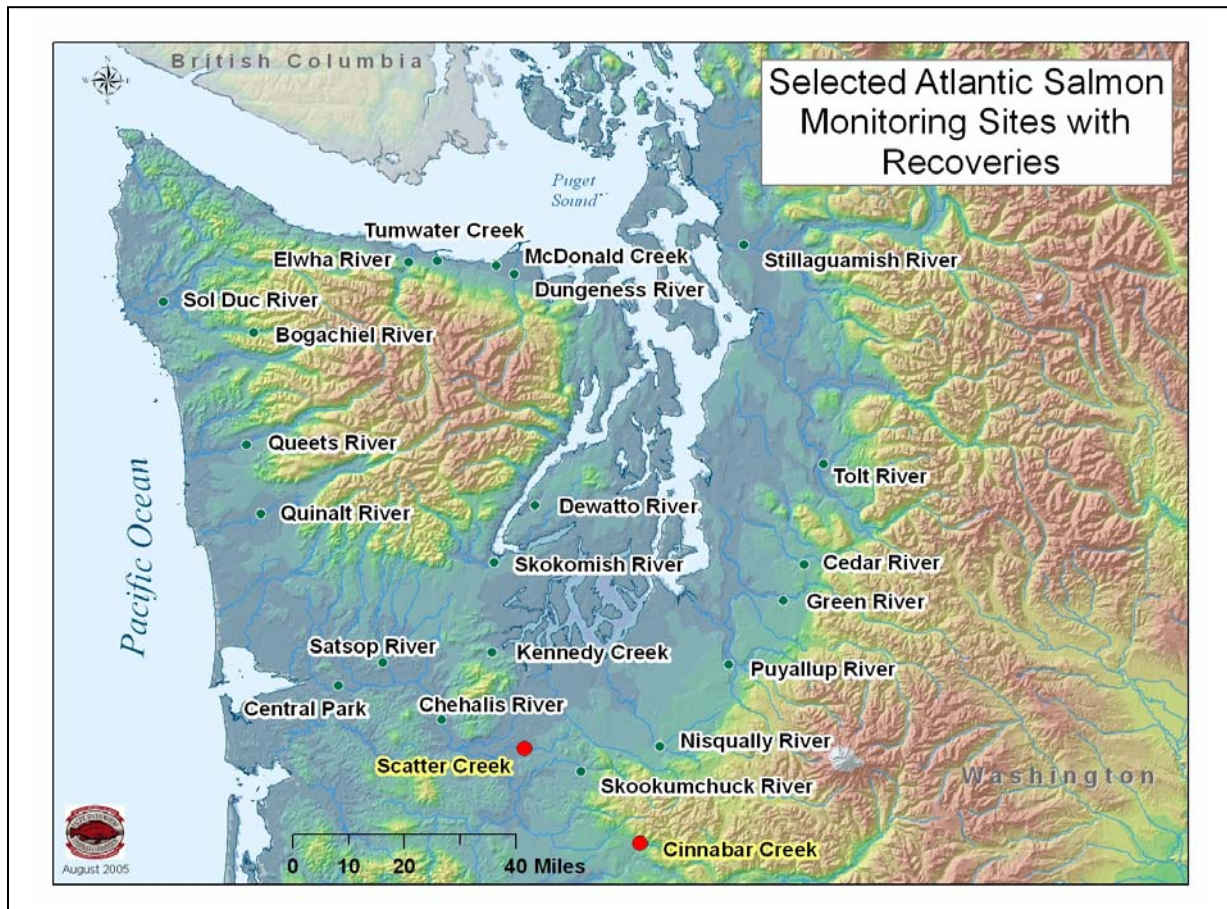 British Columbia
Selected Atlantic Salmon
Monitoring Sites with
Recoveries
Puget
Sound
Tumwater Creek
Elwha River
McDonald Creek
Stillaguamish River
Dungeness River
Sol Duc River
Bogachiel River
Queets River
Tolt River
Dewatto River
Quinalt River
Pacific Ocean
Skokomish River
Cedar River
Green River
Satsop River
Kennedy Creek
Puyallup River
Central Park
Chehalis River
Nisqually River
Scatter Creek
Skookumchuck River
Washington
Cinnabar Creek
0 10 20 40 Miles
August 2005